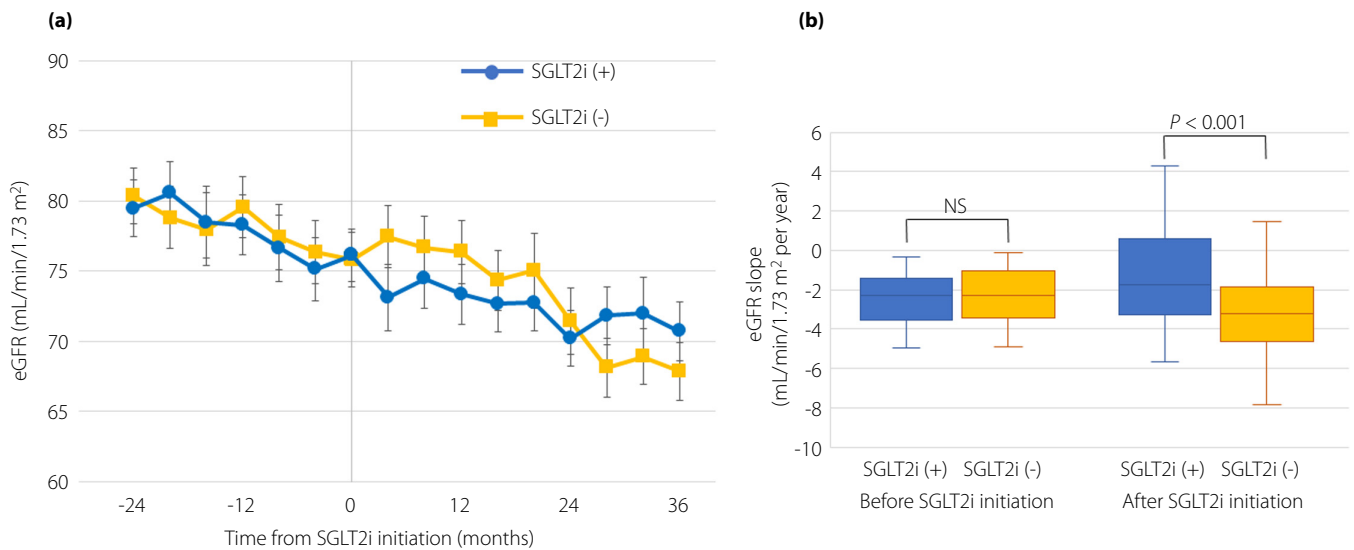 (a)
90
85
80
75
70
65
60
eGFR (mL/min/1.73 m²)
SGLT2i (+)
SGLT2i (-)
-24 -12 0 12 24 36
Time from SGLT2i initiation (months)
(b)
6
4
2
0
-2
-4
-6
-8
-10
eGFR slope
(mL/min/1.73 m² per year)
NS
P < 0.001
SGLT2i (+) SGLT2i (-) SGLT2i (+) SGLT2i (-)
Before SGLT2i initiation After SGLT2i initiation